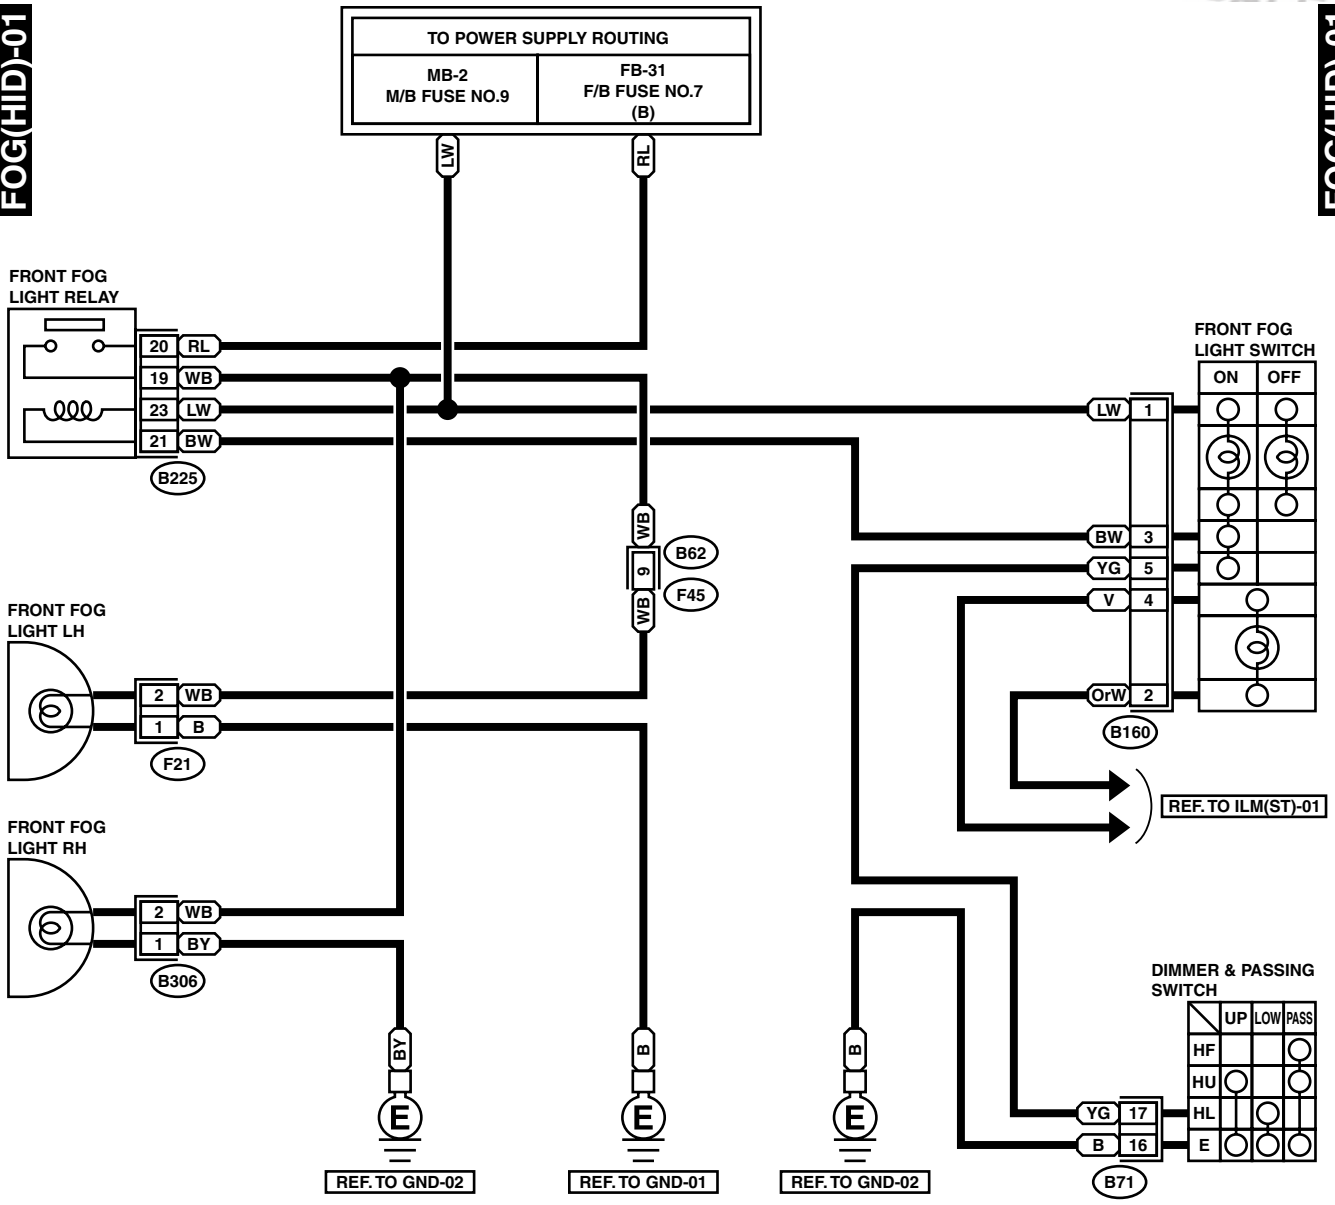 FOG(HID)-01
FOG(HID)-01
TO POWER SUPPLY ROUTING
MB-2
M/B FUSE NO.9
FB-31
F/B FUSE NO.7
(B)
LW
RL
FRONT FOG
LIGHT RELAY
20 RL
19 WB
23 LW
21 BW
B225
FRONT FOG
LIGHT SWITCH
ON OFF
LW 1
BW 3
YG 5
V 4
OrW 2
B160
WB
9
WB
B62
F45
FRONT FOG
LIGHT LH
2 WB
1 B
F21
REF. TO ILM(ST)-01
FRONT FOG
LIGHT RH
2 WB
1 BY
B306
DIMMER & PASSING
SWITCH
UP LOW PASS
HF
HU
HL
E
YG 17
B 16
B71
BY
B
B
E
E
E
REF. TO GND-02
REF. TO GND-01
REF. TO GND-02